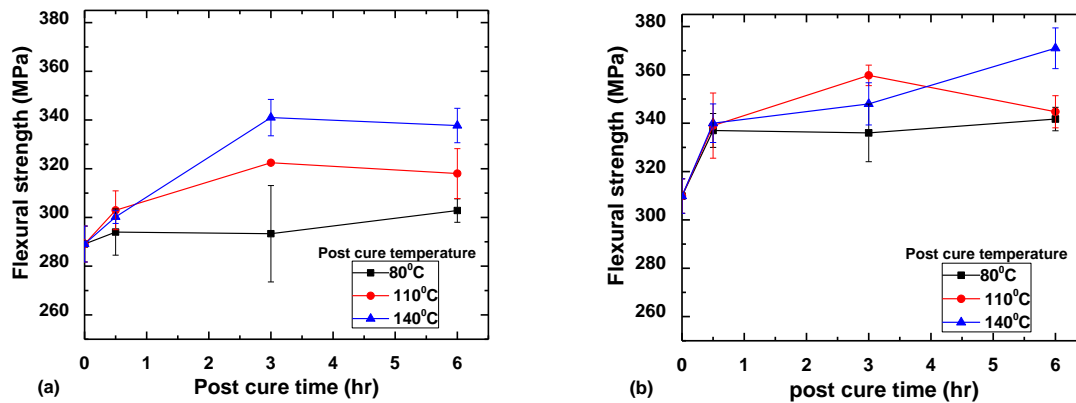 380
360
340
320
300
280
260
Flexural strength (MPa)
Post cure temperature
80⁰C
110⁰C
140⁰C
0 1 2 3 4 5 6
Post cure time (hr)
(a)
380
360
340
320
300
280
260
Flexural strength (MPa)
Post cure temperature
80⁰C
110⁰C
140⁰C
0 1 2 3 4 5 6
post cure time (hr)
(b)